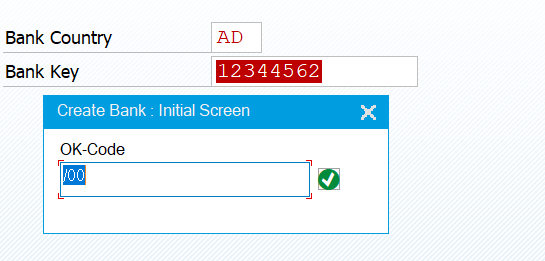 Bank Country AD
Bank Key 12344562
Create Bank : Initial Screen
OK-Code
/00